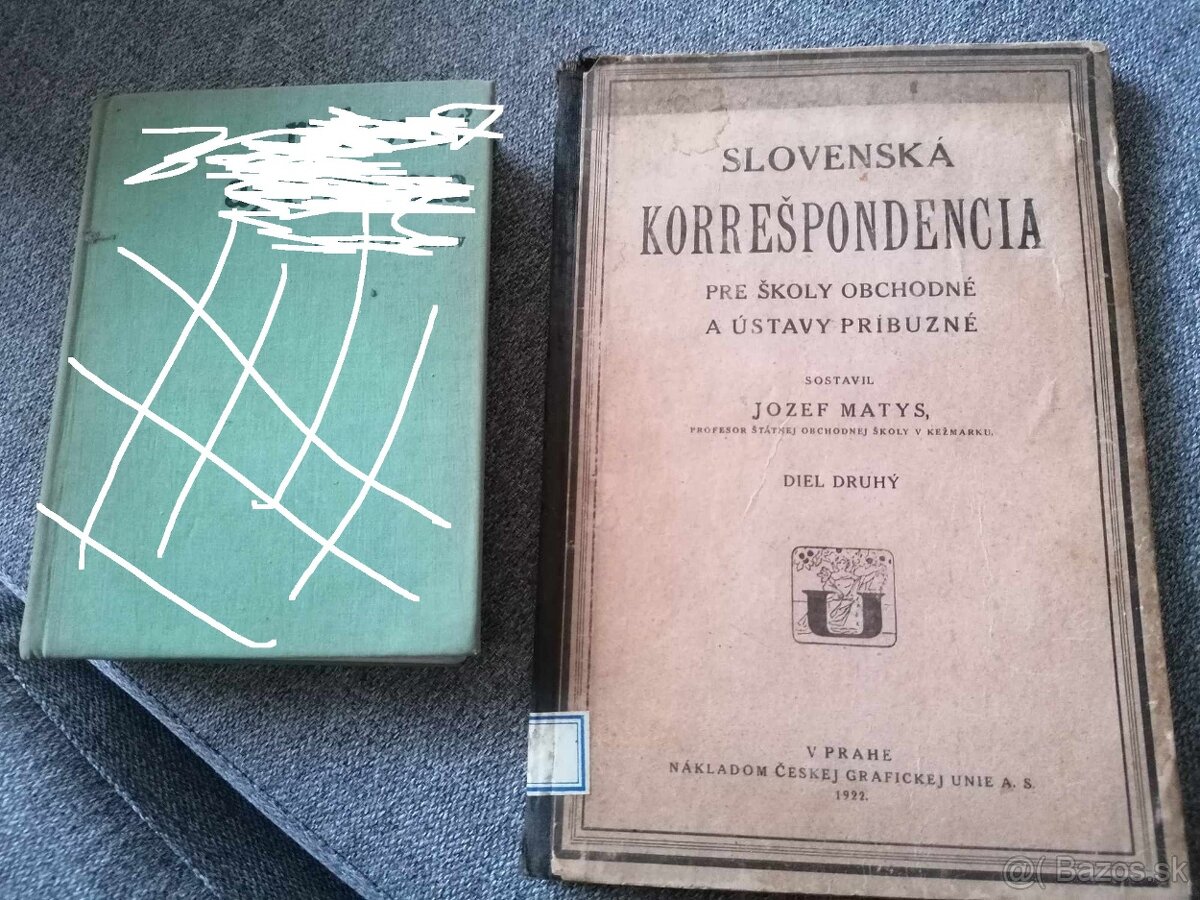 SLOVENSKÁ
KORREŠPONDENCIA
PRE ŠKOLY OBCHODNÉ
A ÚSTAVY PRÍBUZNÉ
SOSTAVIL
JOZEF MATYS,
PROFESOR ŠTÁTNEJ OBCHODNEJ ŠKOLY V KEŽMARKU.
DIEL DRUHÝ
U
V PRAHE
NÁKLADOM ČESKEJ GRAFICKEJ UNIE A. S.
1922.
@( Bazos.sk